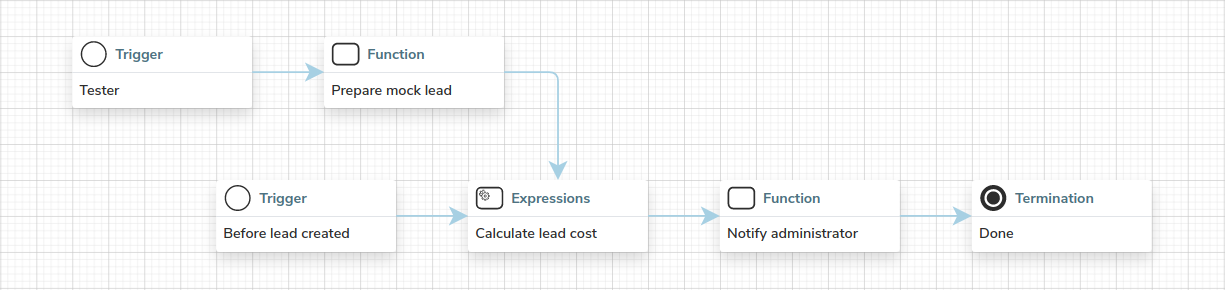 Trigger
Tester
Function
Prepare mock lead
Trigger
Before lead created
Expressions
Calculate lead cost
Function
Notify administrator
Termination
Done